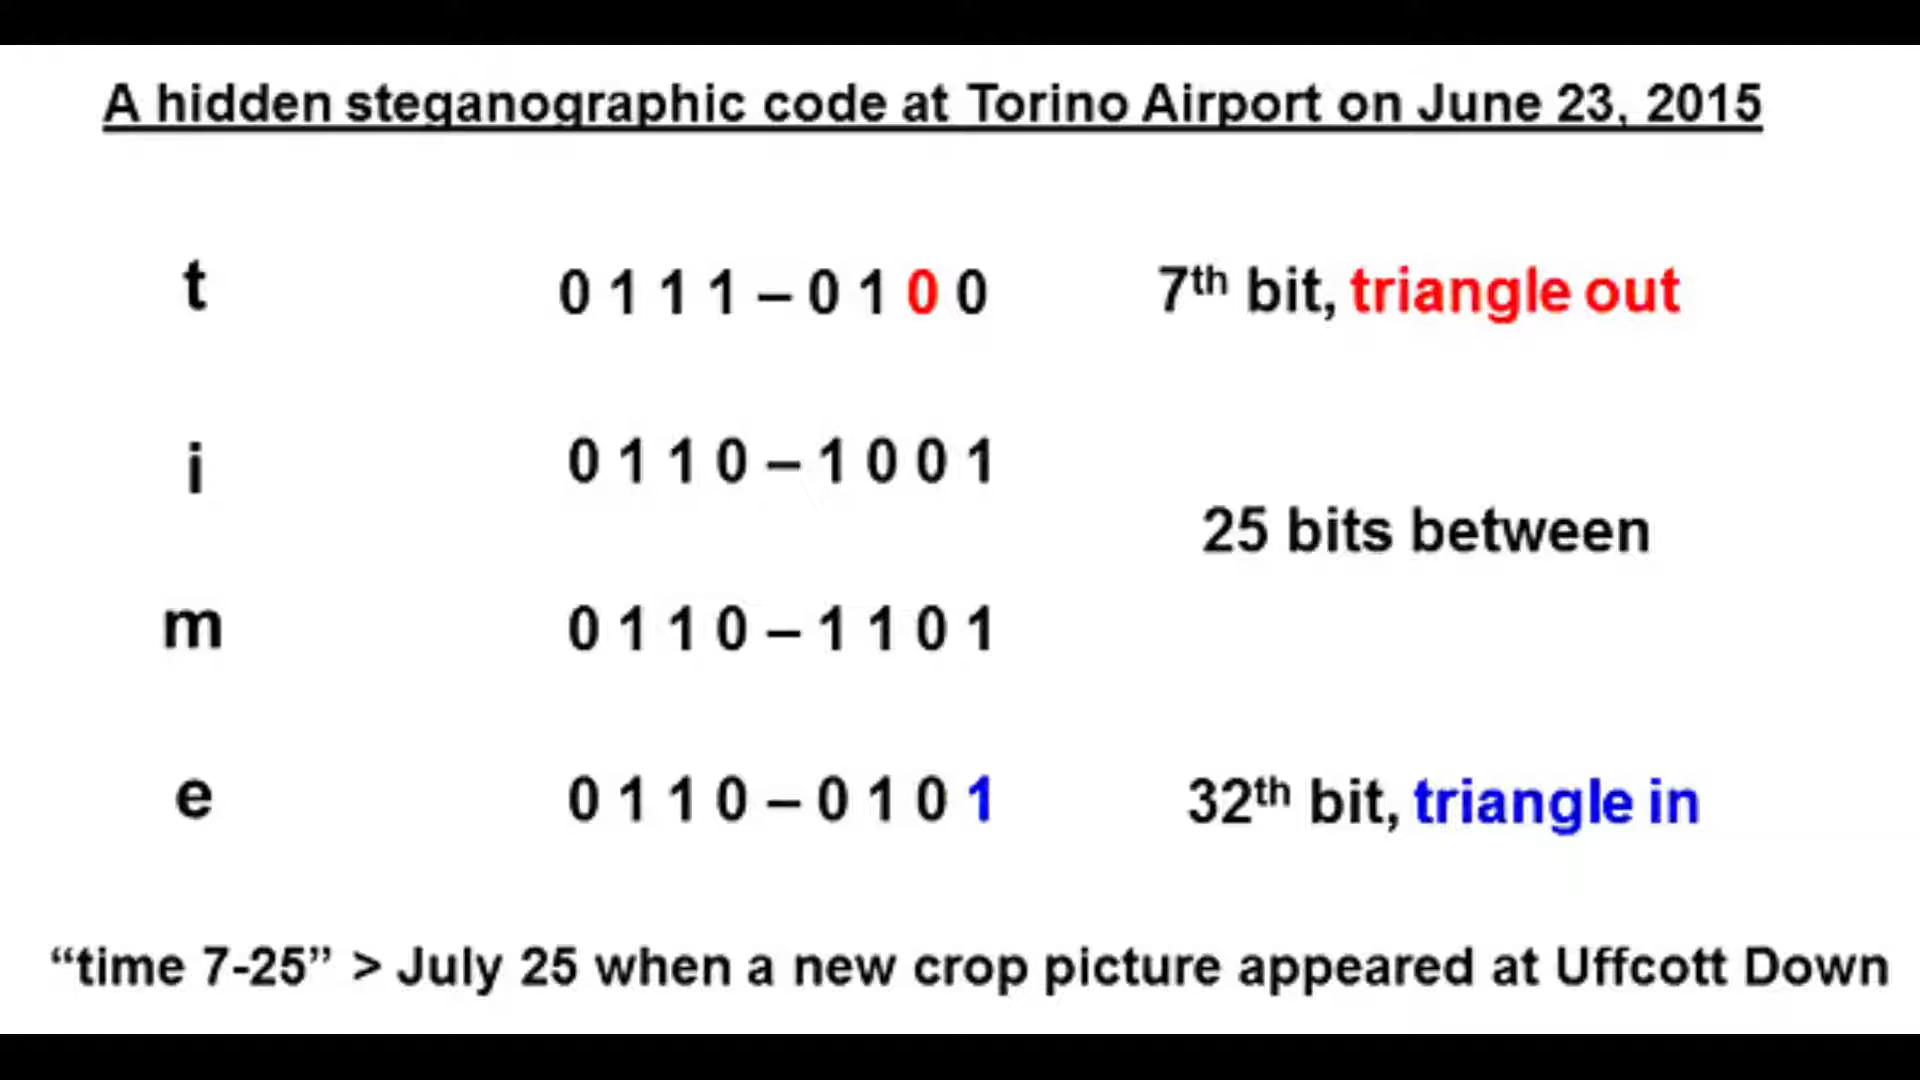 A hidden steganographic code at Torino Airport on June 23, 2015
t 0 1 1 1 – 0 1 0 0 7th bit, triangle out
i 0 1 1 0 – 1 0 0 1
25 bits between
m 0 1 1 0 – 1 1 0 1
e 0 1 1 0 – 0 1 0 1 32th bit, triangle in
“time 7-25” > July 25 when a new crop picture appeared at Uffcott Down